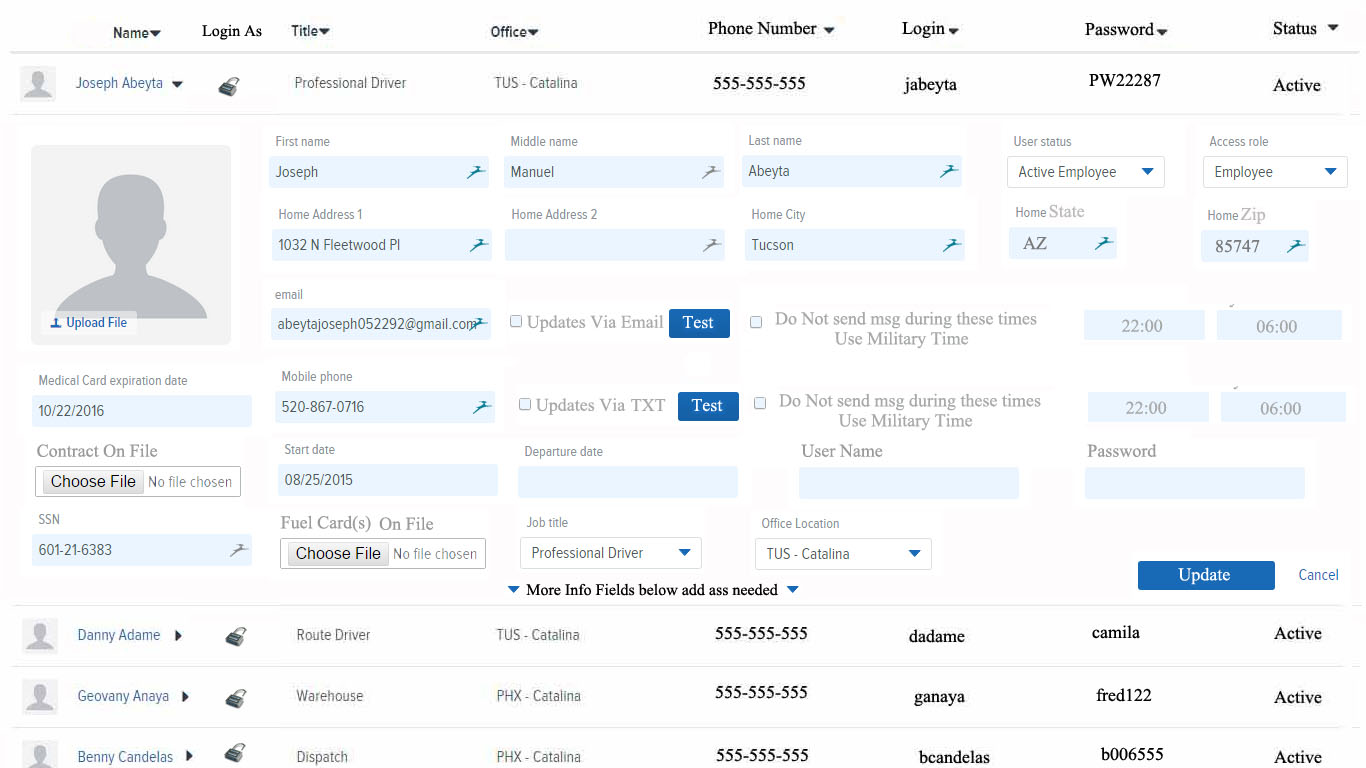 Name Login As Title Office Phone Number Login Password Status
Joseph Abeyta Professional Driver TUS - Catalina 555-555-555 jabeyta PW22287 Active
First name Middle name Last name User status Access role
Joseph Manuel Abeyta Active Employee Employee
Home Address 1 Home Address 2 Home City Home State Home Zip
1032 N Fleetwood Pl Tucson AZ 85747
email
abeytajoseph052292@gmail.com Updates Via Email Test Do Not send msg during these times 22:00 06:00
Use Military Time
Upload File
Medical Card expiration date Mobile phone
10/22/2016 520-867-0716 Updates Via TXT Test Do Not send msg during these times 22:00 06:00
Use Military Time
Contract On File Start date Departure date User Name Password
Choose File No file chosen 08/25/2015
SSN Fuel Card(s) On File Job title Office Location
601-21-6383 Choose File No file chosen Professional Driver TUS - Catalina
Update Cancel
More Info Fields below add ass needed
Danny Adame Route Driver TUS - Catalina 555-555-555 dadame camila Active
Geovany Anaya Warehouse PHX - Catalina 555-555-555 ganaya fred122 Active
Benny Candelas Dispatch PHX - Catalina 555-555-555 bcandelas b006555 Active